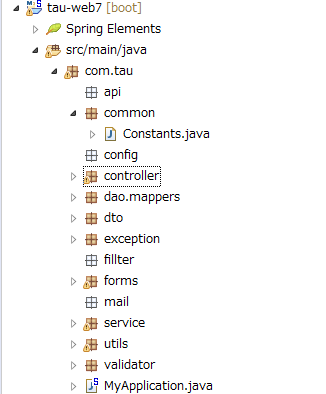 tau-web7 [boot]
Spring Elements
src/main/java
com.tau
api
common
Constants.java
config
controller
dao.mappers
dto
exception
fillter
forms
mail
service
utils
validator
MyApplication.java